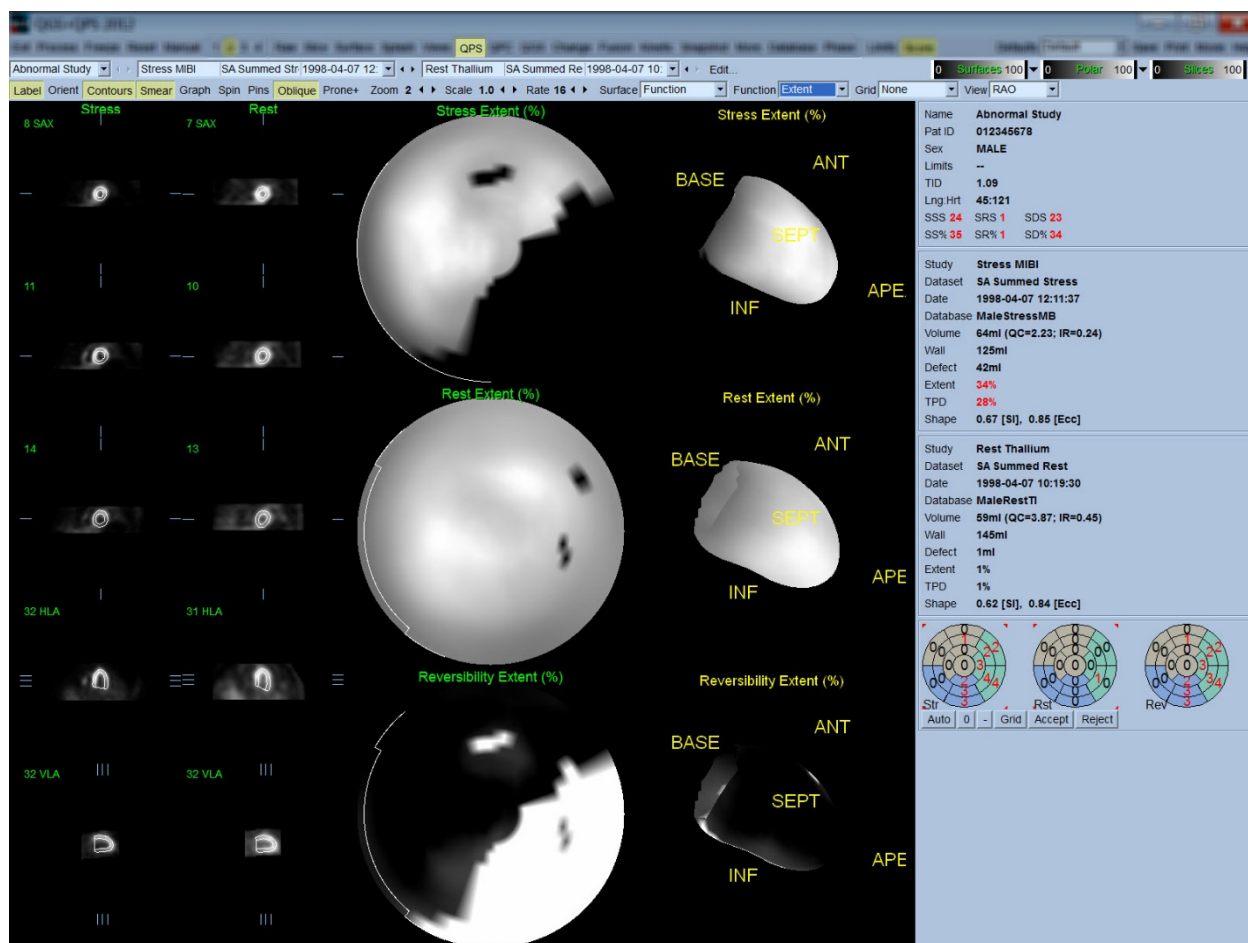 QGS+QPS 2012
QPS
Abnormal Study Stress MIBI SA Summed Str 1998-04-07 12: Rest Thallium SA Summed Re 1998-04-07 10: Edit... 0 Surfaces 100 0 Polar 100 0 Slices 100
Label Orient Contours Smear Graph Spin Pins Oblique Prone+ Zoom 2 Scale 1.0 Rate 16 Surface Function Function Extent Grid None View RAO
Stress Rest
8 SAX 7 SAX
11 10
14 13
32 HLA 31 HLA
32 VLA 32 VLA
Stress Extent (%)
Rest Extent (%)
Reversibility Extent (%)
Stress Extent (%)
ANT
BASE
SEPT
APE.
INF
Rest Extent (%)
ANT
BASE
SEPT
APE
INF
Reversibility Extent (%)
ANT
BASE
SEPT
APE
INF
Name Abnormal Study
Pat ID 012345678
Sex MALE
Limits --
TID 1.09
Lng:Hrt 45:121
SSS 24 SRS 1 SDS 23
SS% 35 SR% 1 SD% 34
Study Stress MIBI
Dataset SA Summed Stress
Date 1998-04-07 12:11:37
Database MaleStressMB
Volume 64ml (QC=2.23; IR=0.24)
Wall 125ml
Defect 42ml
Extent 34%
TPD 28%
Shape 0.67 [SI], 0.85 [Ecc]
Study Rest Thallium
Dataset SA Summed Rest
Date 1998-04-07 10:19:30
Database MaleRestTl
Volume 59ml (QC=3.87; IR=0.45)
Wall 145ml
Defect 1ml
Extent 1%
TPD 1%
Shape 0.62 [SI], 0.84 [Ecc]
Str Rst Rev
Auto 0 - Grid Accept Reject